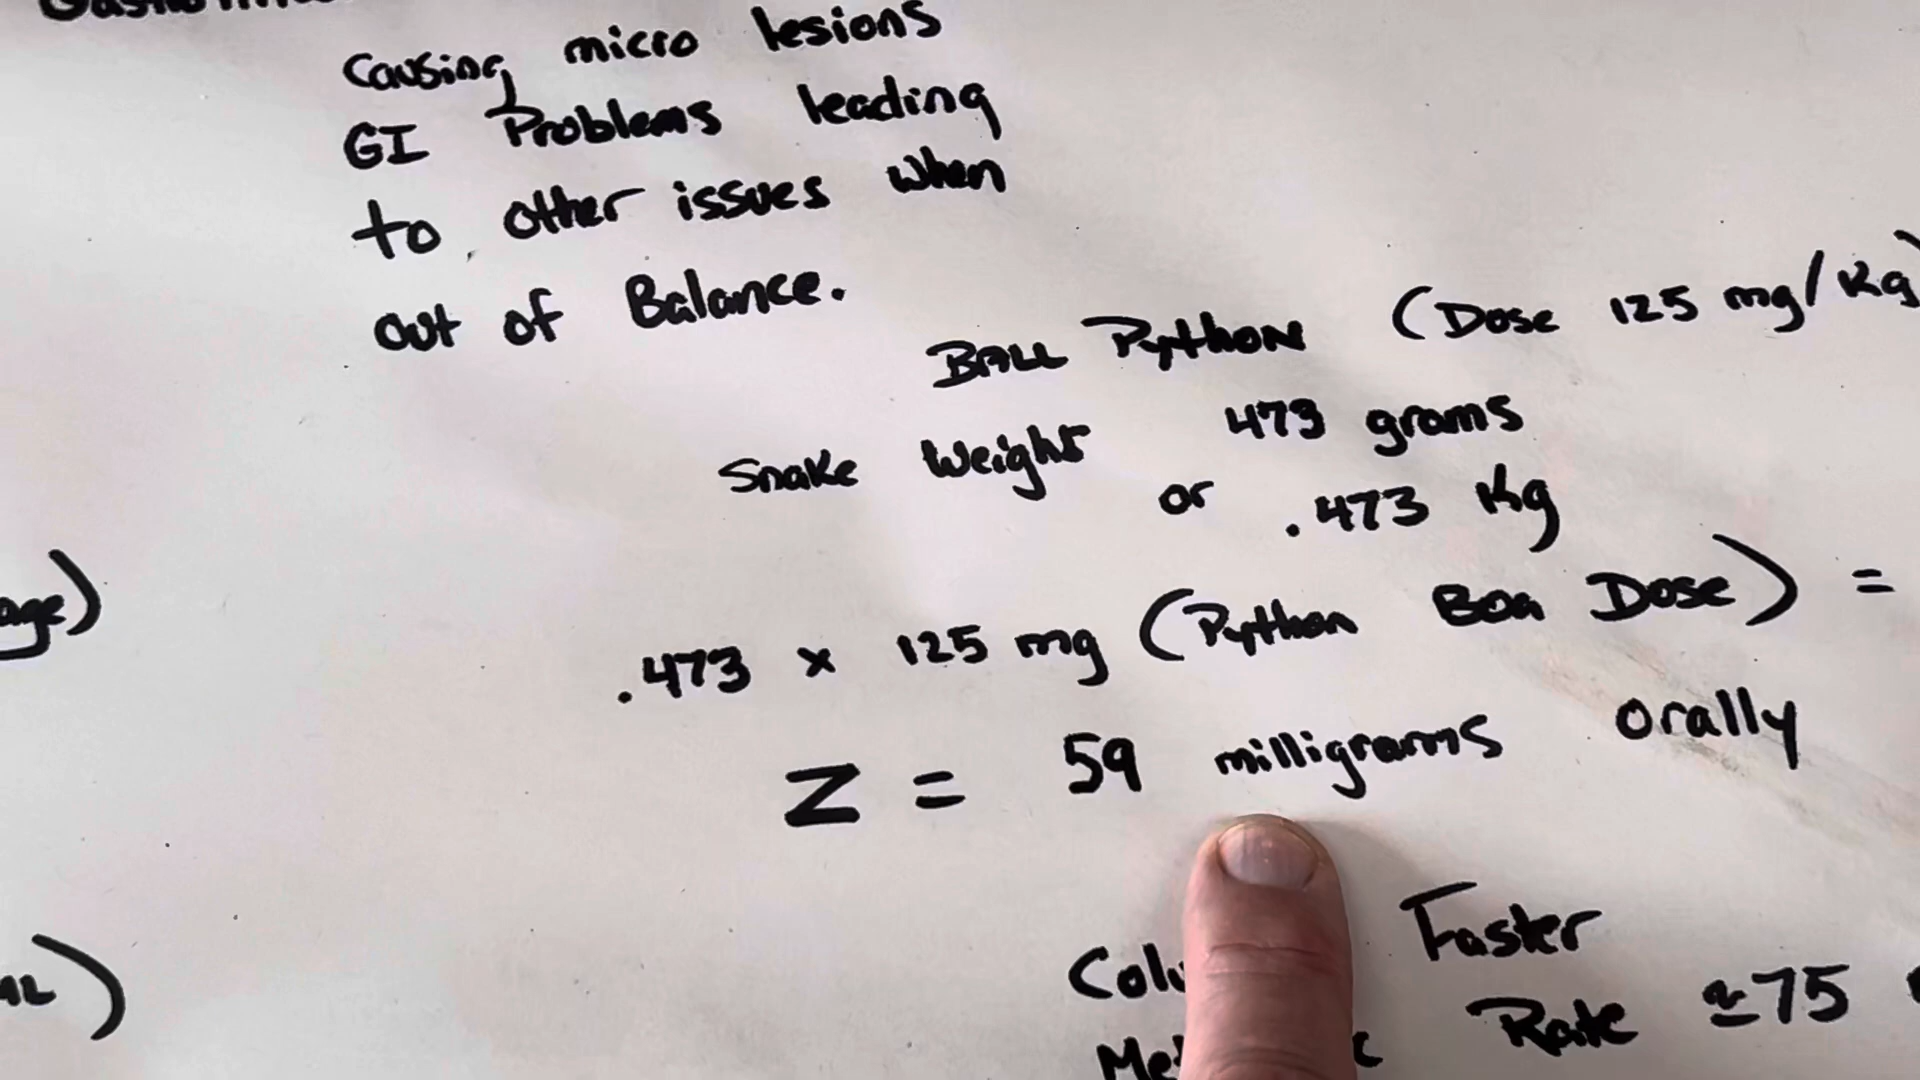 Causing micro lesions
GI Problems leading
to other issues when
out of Balance.
BALL Python (Dose 125 mg/Kg)
Snake Weight 473 grams
or .473 Kg
age)
.473 x 125 mg (Python Boa Dose) =
Z = 59 milligrams orally
Faster
Rate ≃75